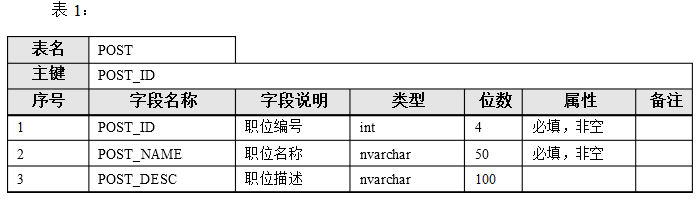 表 1：
表名 POST
主键 POST_ID
序号 字段名称 字段说明 类型 位数 属性 备注
1 POST_ID 职位编号 int 4 必填，非空
2 POST_NAME 职位名称 nvarchar 50 必填，非空
3 POST_DESC 职位描述 nvarchar 100